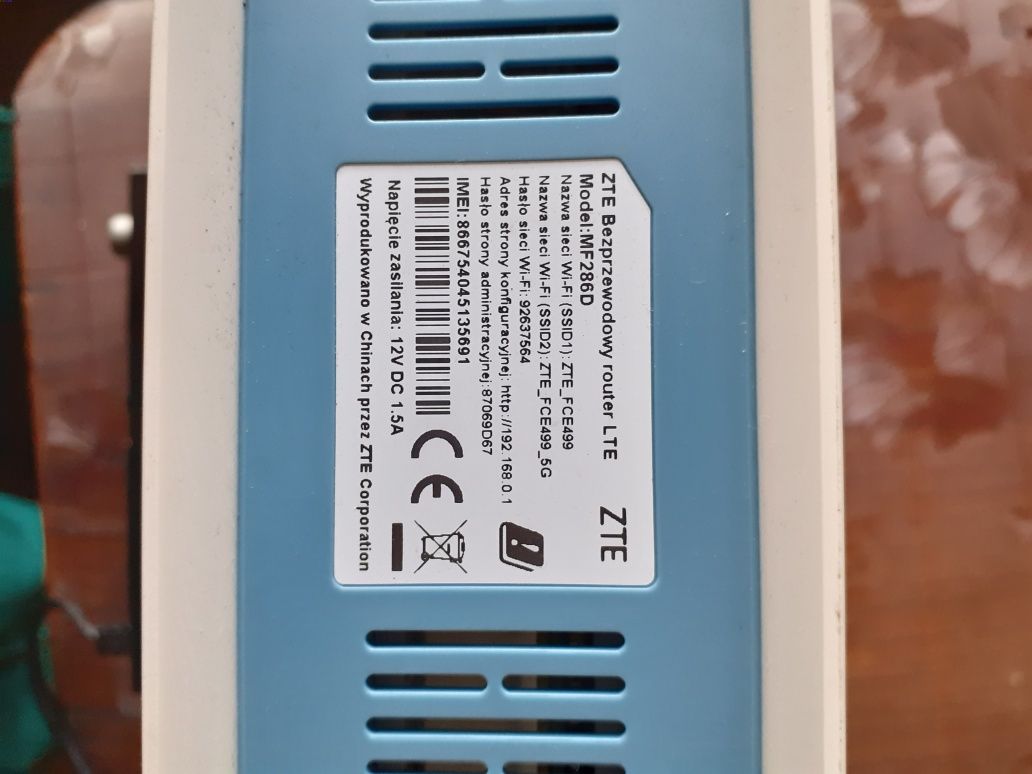 ZTE Bezprzewodowy router LTE
ZTE
Model:MF286D
Nazwa sieci Wi-Fi (SSID1): ZTE_FCE499
Nazwa sieci Wi-Fi (SSID2): ZTE_FCE499_5G
Hasło sieci Wi-Fi: 92637564
Adres strony konfiguracyjnej: http://192.168.0.1
Hasło strony administracyjnej:87069D67
IMEI:866754045135691
Napięcie zasilania: 12V DC 1.5A
Wyprodukowano w Chinach przez ZTE Corporation